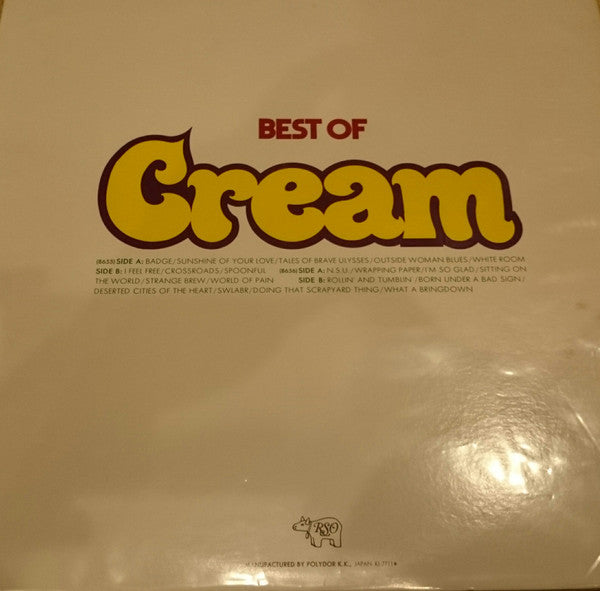 BEST OF
Cream
(8635) SIDE A: BADGE/SUNSHINE OF YOUR LOVE/TALES OF BRAVE ULYSSES/OUTSIDE WOMAN BLUES/WHITE ROOM
SIDE B: I FEEL FREE/CROSSROADS/SPOONFUL (8636) SIDE A: N.S.U./WRAPPING PAPER/I'M SO GLAD/SITTING ON
THE WORLD/STRANGE BREW/WORLD OF PAIN SIDE B: ROLLIN' AND TUMBLIN'/BORN UNDER A BAD SIGN/
DESERTED CITIES OF THE HEART/SWLABR/DOING THAT SCRAPYARD THING/WHAT A BRINGDOWN
RSO
MANUFACTURED BY POLYDOR K.K., JAPAN